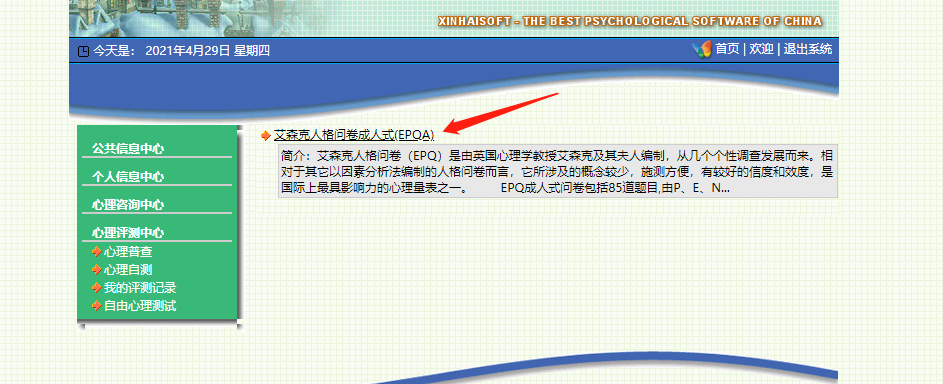 XINHAISOFT - THE BEST PSYCHOLOGICAL SOFTWARE OF CHINA
今天是: 2021年4月29日 星期四
首页 | 欢迎 | 退出系统
公共信息中心
个人信息中心
心理咨询中心
心理评测中心
心理普查
心理自测
我的评测记录
自由心理测试
艾森克人格问卷成人式(EPQA)
简介：艾森克人格问卷（EPQ）是由英国心理学教授艾森克及其夫人编制，从几个个性调查发展而来。相
对于其它以因素分析法编制的人格问卷而言，它所涉及的概念较少，施测方便，有较好的信度和效度，是
国际上最具影响力的心理量表之一。 EPQ成人式问卷包括85道题目,由P、E、N...